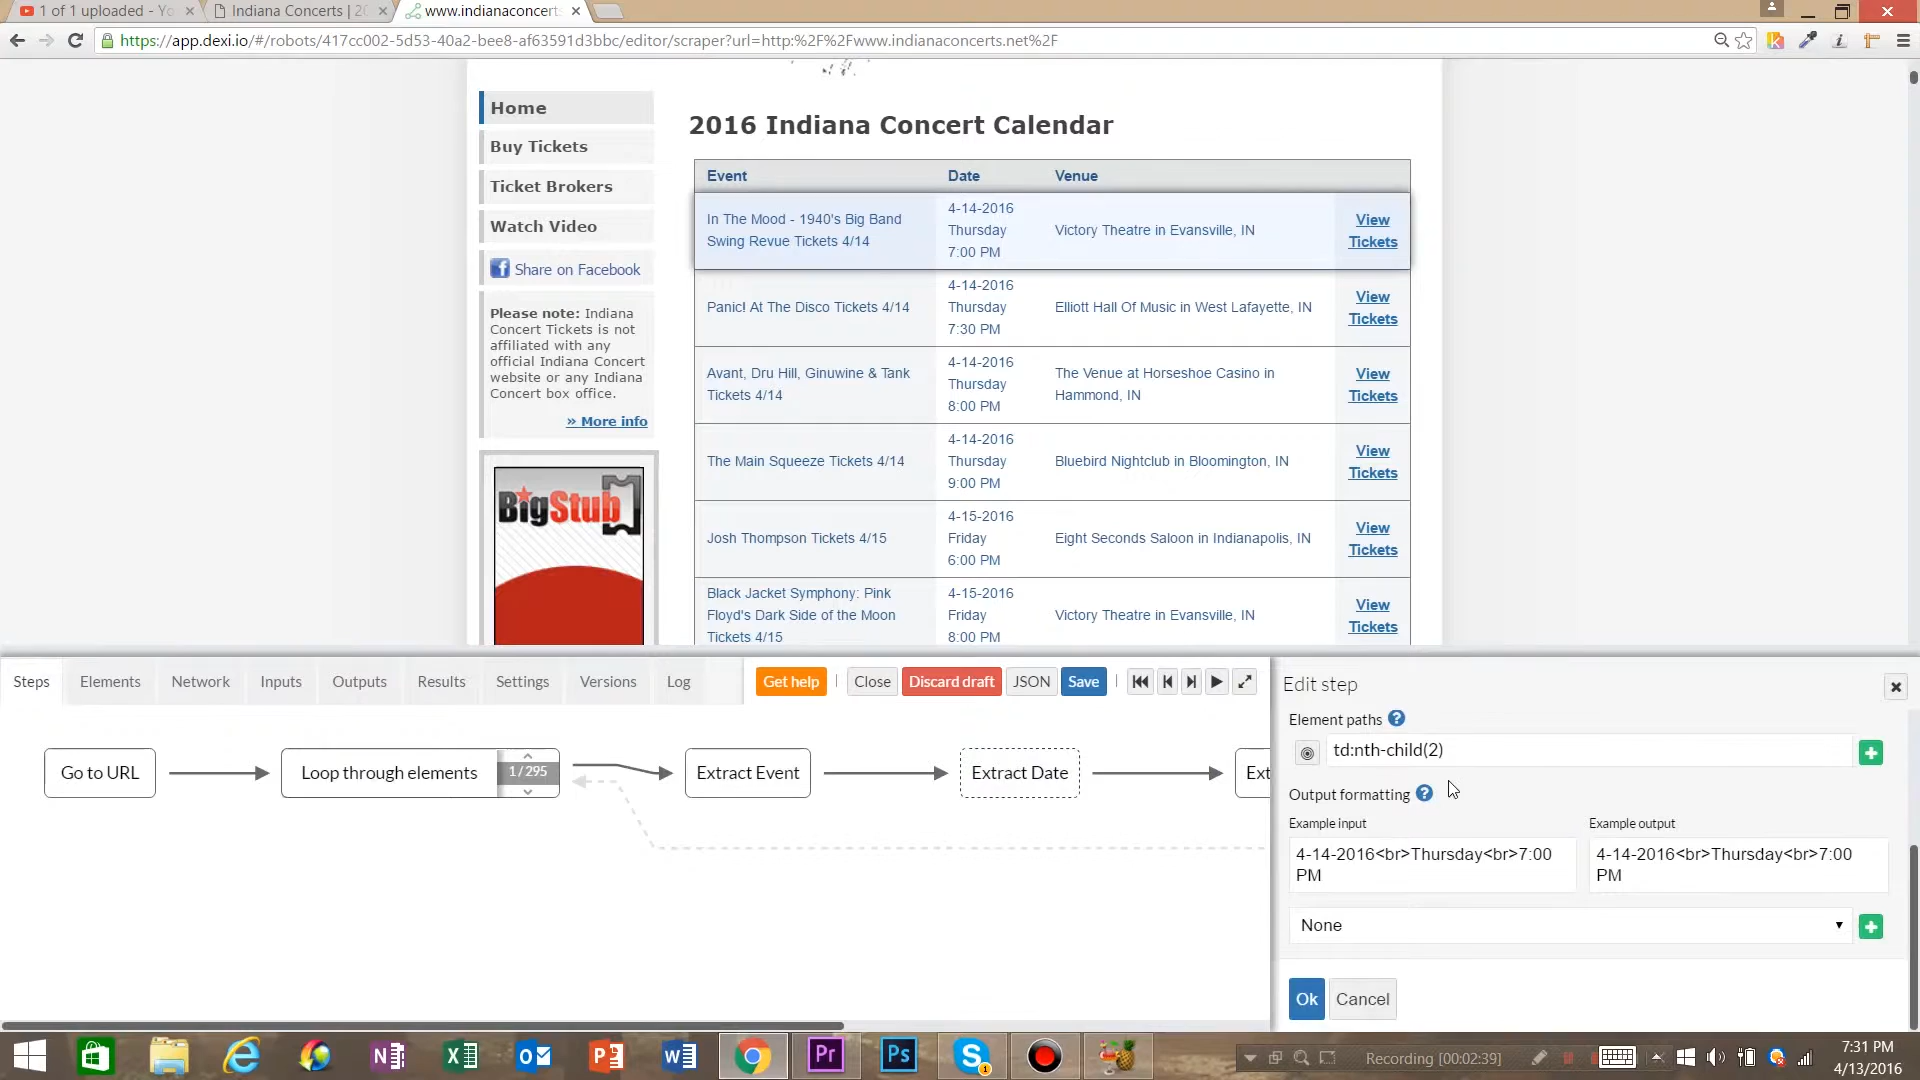 1 of 1 uploaded - Yo
Indiana Concerts | 20
www.indianaconcert
https://app.dexi.io/#/robots/417cc002-5d53-40a2-bee8-af63591d3bbc/editor/scraper?url=http:%2F%2Fwww.indianaconcerts.net%2F
Home
Buy Tickets
Ticket Brokers
Watch Video
Share on Facebook
Please note: Indiana
Concert Tickets is not
affiliated with any
official Indiana Concert
website or any Indiana
Concert box office.
» More info
BigStub
2016 Indiana Concert Calendar
Event Date Venue
In The Mood - 1940's Big Band
Swing Revue Tickets 4/14
4-14-2016
Thursday
7:00 PM
Victory Theatre in Evansville, IN
View
Tickets
Panic! At The Disco Tickets 4/14
4-14-2016
Thursday
7:30 PM
Elliott Hall Of Music in West Lafayette, IN
View
Tickets
Avant, Dru Hill, Ginuwine & Tank
Tickets 4/14
4-14-2016
Thursday
8:00 PM
The Venue at Horseshoe Casino in
Hammond, IN
View
Tickets
The Main Squeeze Tickets 4/14
4-14-2016
Thursday
9:00 PM
Bluebird Nightclub in Bloomington, IN
View
Tickets
Josh Thompson Tickets 4/15
4-15-2016
Friday
6:00 PM
Eight Seconds Saloon in Indianapolis, IN
View
Tickets
Black Jacket Symphony: Pink
Floyd's Dark Side of the Moon
Tickets 4/15
4-15-2016
Friday
8:00 PM
Victory Theatre in Evansville, IN
View
Tickets
Steps Elements Network Inputs Outputs Results Settings Versions Log
Get help Close Discard draft JSON Save
Go to URL
Loop through elements
1 / 295
Extract Event
Extract Date
Ext
Edit step
Element paths
td:nth-child(2)
Output formatting
Example input
4-14-2016<br>Thursday<br>7:00
PM
Example output
4-14-2016<br>Thursday<br>7:00
PM
None
Ok Cancel
Recording [00:02:39]
7:31 PM
4/13/2016